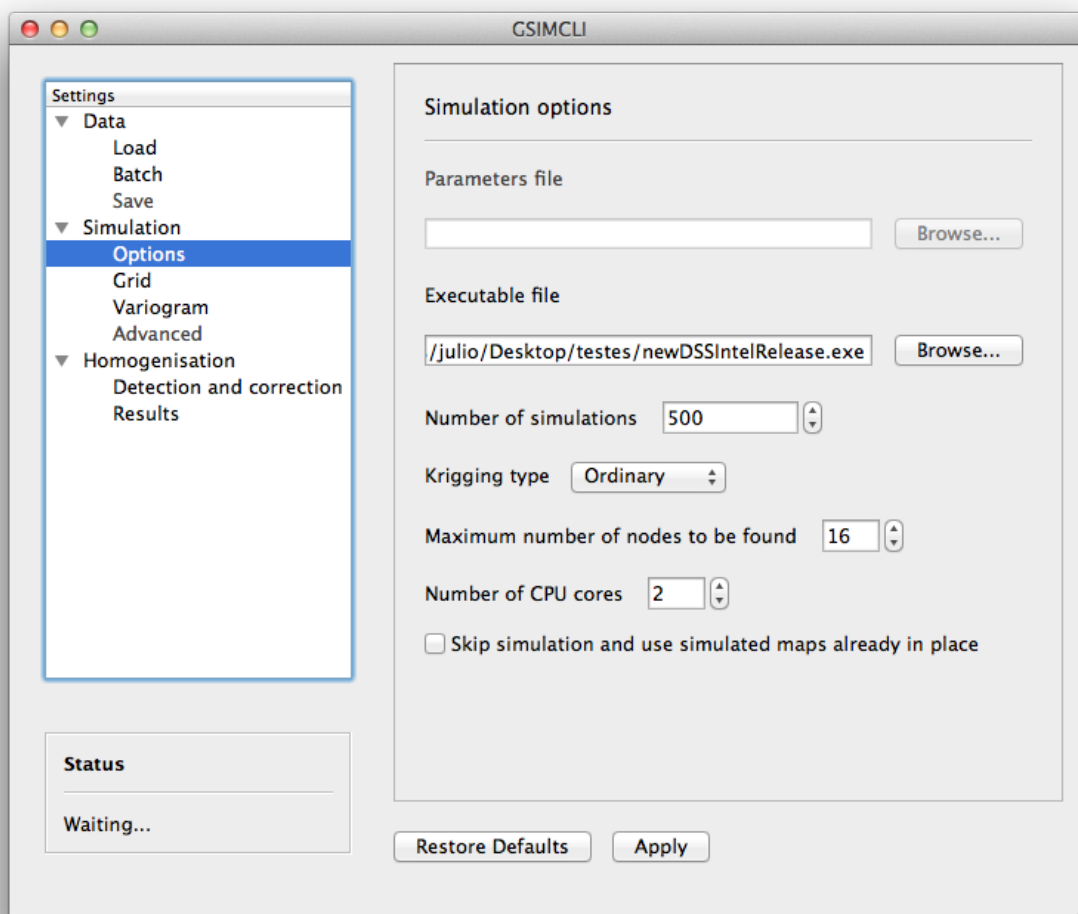 GSIMCLI
Settings
Data
Load
Batch
Save
Simulation
Options
Grid
Variogram
Advanced
Homogenisation
Detection and correction
Results
Status
Waiting...
Simulation options
Parameters file
Browse...
Executable file
/julio/Desktop/testes/newDSSIntelRelease.exe Browse...
Number of simulations 500
Krigging type Ordinary
Maximum number of nodes to be found 16
Number of CPU cores 2
Skip simulation and use simulated maps already in place
Restore Defaults Apply